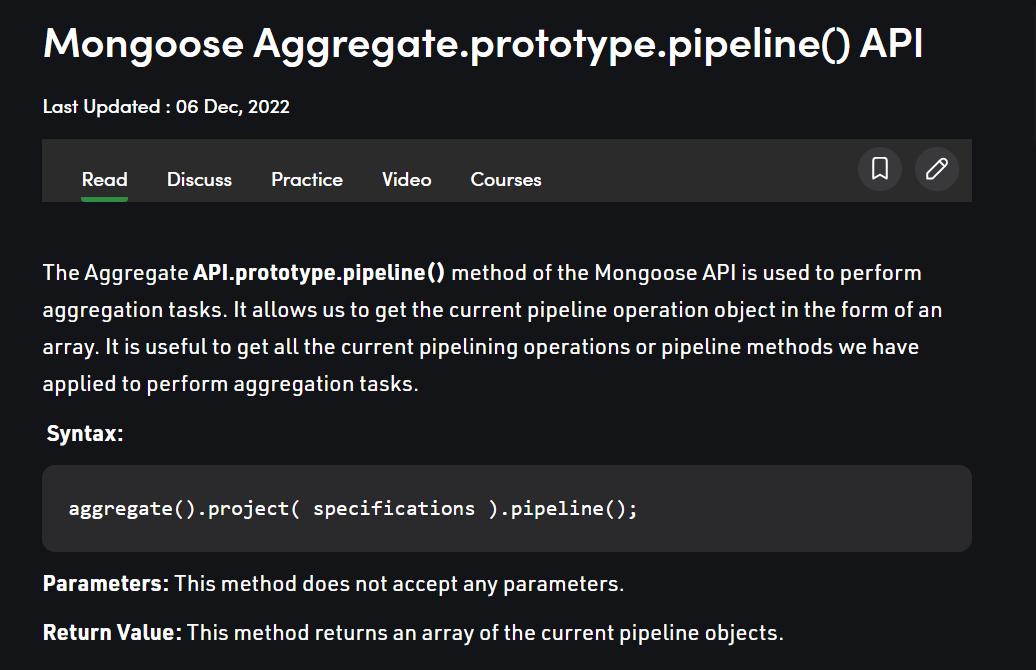 Mongoose Aggregate.prototype.pipeline() API
Last Updated : 06 Dec, 2022
Read Discuss Practice Video Courses
The Aggregate API.prototype.pipeline() method of the Mongoose API is used to perform
aggregation tasks. It allows us to get the current pipeline operation object in the form of an
array. It is useful to get all the current pipelining operations or pipeline methods we have
applied to perform aggregation tasks.
Syntax:
aggregate().project( specifications ).pipeline();
Parameters: This method does not accept any parameters.
Return Value: This method returns an array of the current pipeline objects.